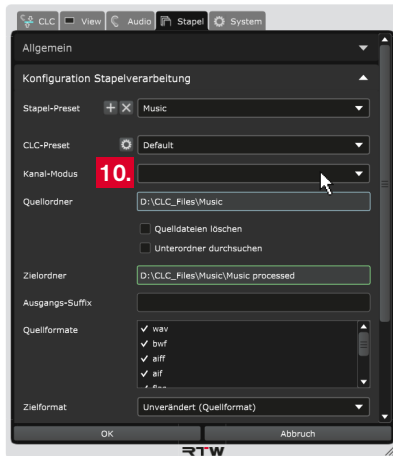 CLC View Audio Stapel System
Allgemein
Konfiguration Stapelverarbeitung
Stapel-Preset Music
CLC-Preset Default
Kanal-Modus 10.
Quellordner D:\CLC_Files\Music
Quelldateien löschen
Unterordner durchsuchen
Zielordner D:\CLC_Files\Music\Music processed
Ausgangs-Suffix
Quellformate wav
bwf
aiff
aif
Zielformat Unverändert (Quellformat)
OK Abbruch
RTW